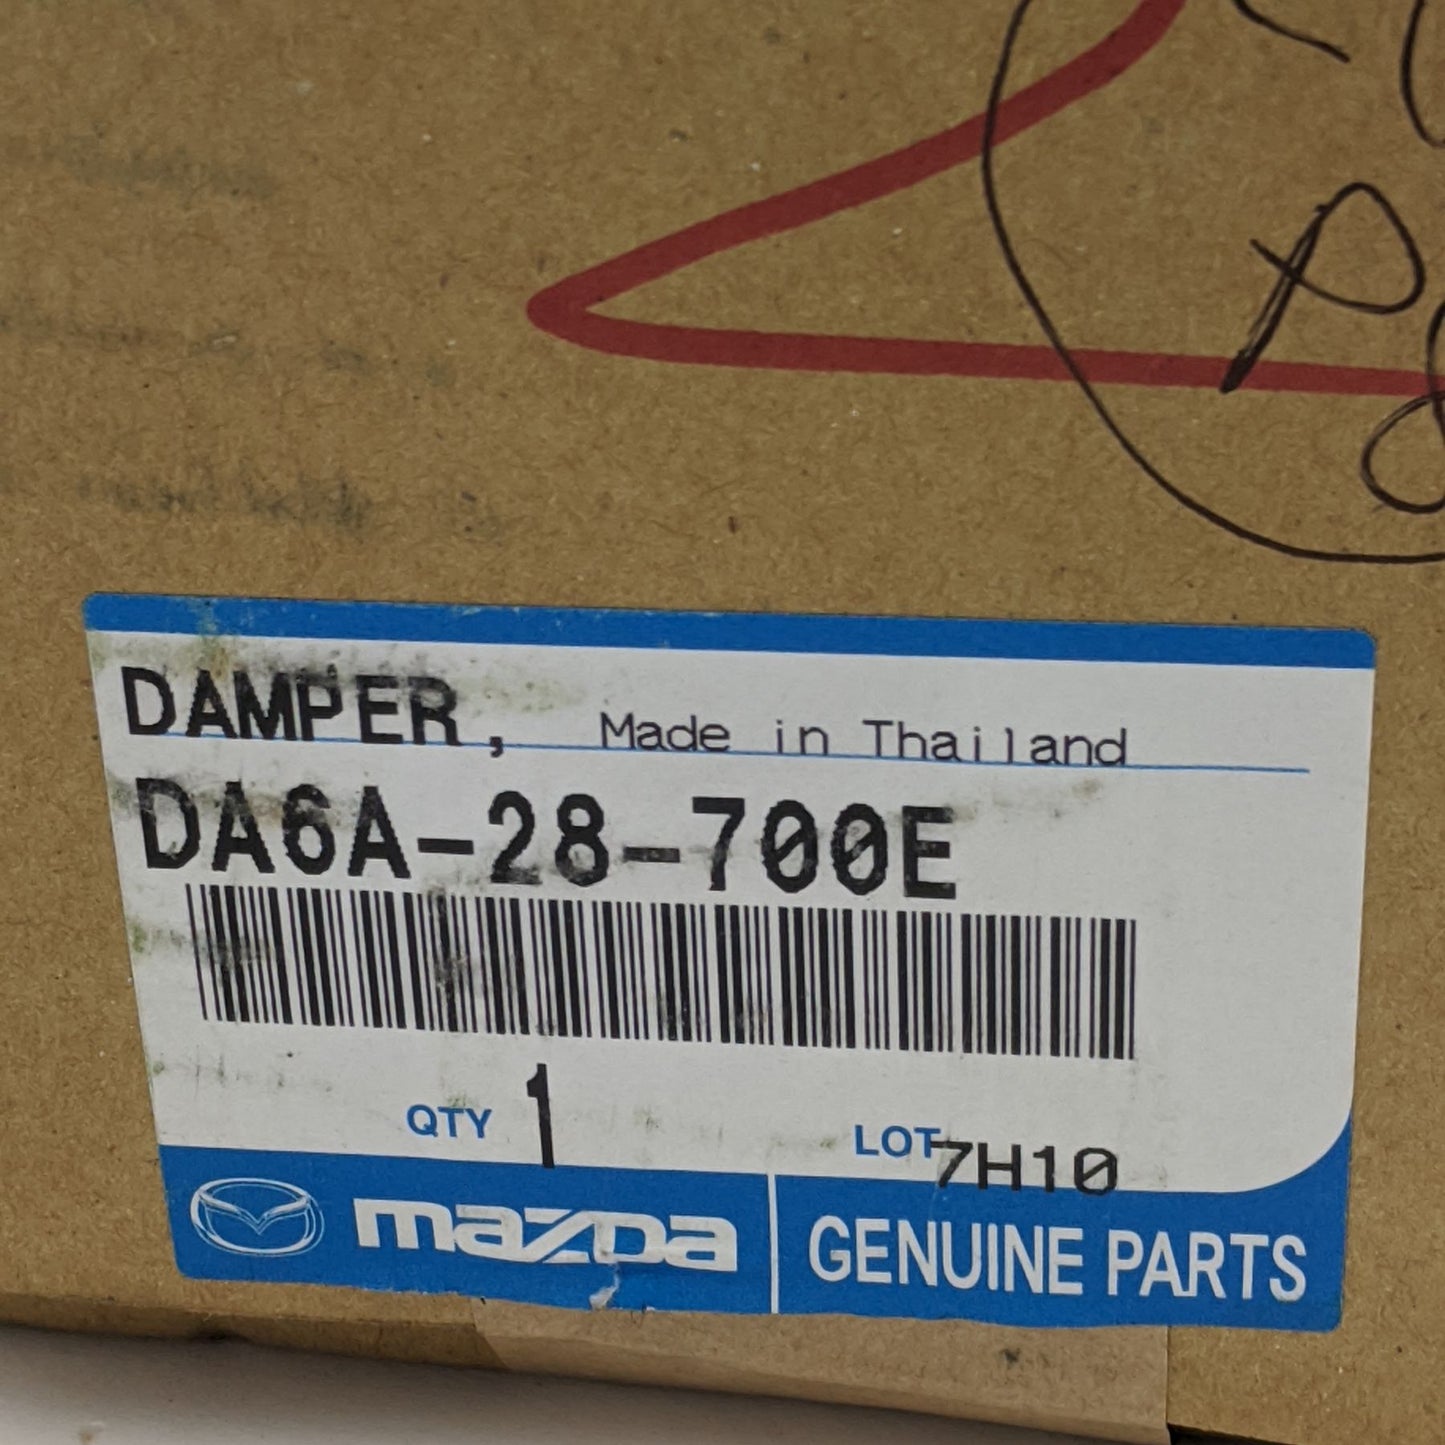 DAMPER, Made in Thailand
DA6A-28-700E
QTY 1
LOT 7H10
mazda
GENUINE PARTS